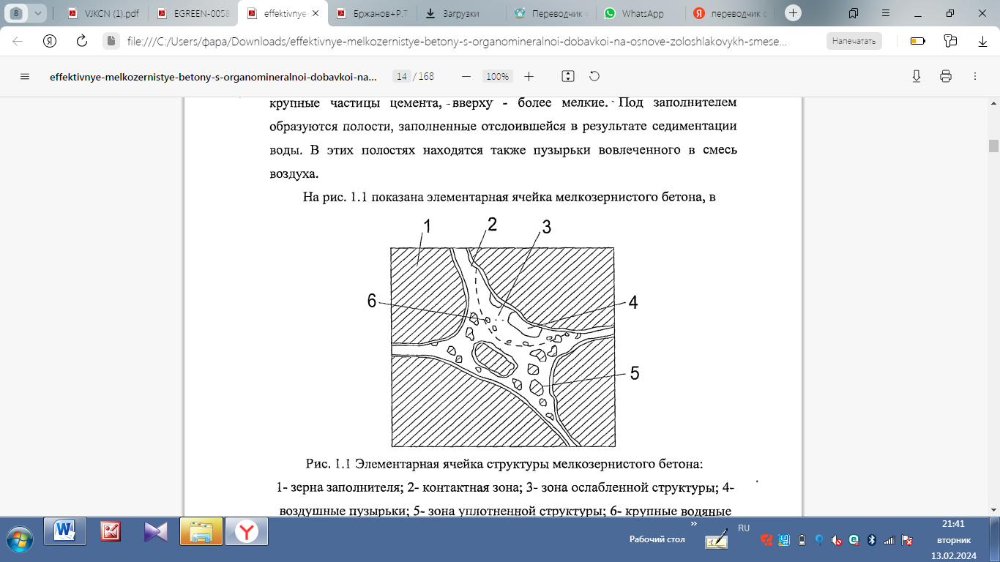 8
VJKCN (1).pdf
EGREEN-0058
effektivnye-
Бржанов+Р.Т
Загрузки
Переводчик
WhatsApp
переводчик с
file:///C:/Users/фара/Downloads/effektivnye-melkozernistye-betony-s-organomineralnoi-dobavkoi-na-osnove-zoloshlakovykh-smese...
Напечатать
effektivnye-melkozernistye-betony-s-organomineralnoi-dobavkoi-na...
14 / 168
100%
крупные частицы цемента, вверху - более мелкие. Под заполнителем
образуются полости, заполненные отслоившейся в результате седиментации
воды. В этих полостях находятся также пузырьки вовлеченного в смесь
воздуха.
На рис. 1.1 показана элементарная ячейка мелкозернистого бетона, в
1
2
3
6
4
5
Рис. 1.1 Элементарная ячейка структуры мелкозернистого бетона:
1- зерна заполнителя; 2- контактная зона; 3- зона ослабленной структуры; 4-
воздушные пузырьки; 5- зона уплотненной структуры; 6- крупные водяные
Рабочий стол
»
RU
21:41
вторник
13.02.2024